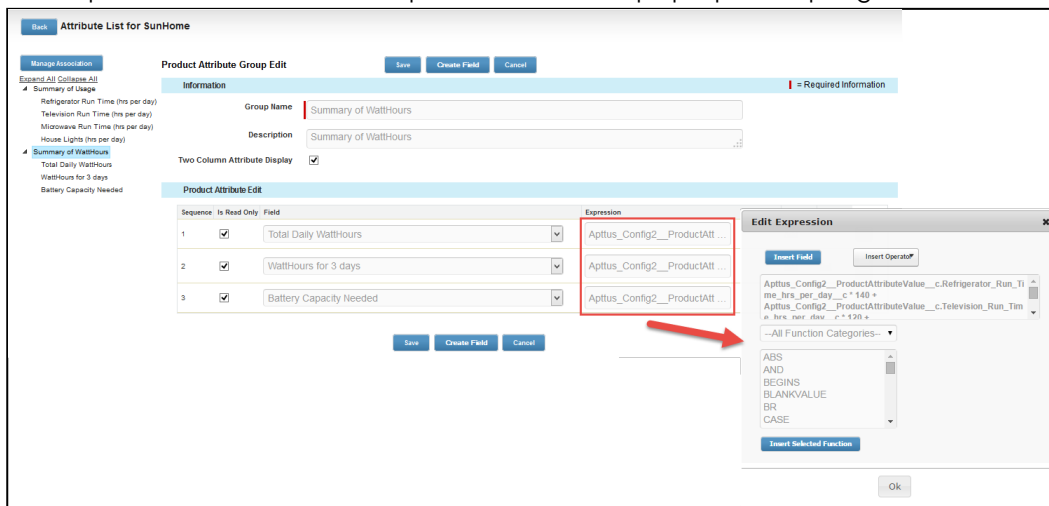 Back Attribute List for SunHome
Manage Association
Expand All Collapse All
Summary of Usage
Refrigerator Run Time (hrs per day)
Television Run Time (hrs per day)
Microwave Run Time (hrs per day)
House Lights (hrs per day)
Summary of WattHours
Total Daily WattHours
WattHours for 3 days
Battery Capacity Needed
Product Attribute Group Edit Save Create Field Cancel
Information = Required Information
Group Name Summary of WattHours
Description Summary of WattHours
Two Column Attribute Display
Product Attribute Edit
Sequence Is Read Only Field Expression
1 Total Daily WattHours Apttus_Config2__ProductAtt ...
2 WattHours for 3 days Apttus_Config2__ProductAtt ...
3 Battery Capacity Needed Apttus_Config2__ProductAtt ...
Save Create Field Cancel
Edit Expression x
Insert Field Insert Operator
Apttus_Config2__ProductAttributeValue__c.Refrigerator_Run_Ti
me_hrs_per_day__c * 140 +
Apttus_Config2__ProductAttributeValue__c.Television_Run_Tim
e_hrs_per_day__c * 120 +
--All Function Categories--
ABS
AND
BEGINS
BLANKVALUE
BR
CASE
Insert Selected Function
Ok